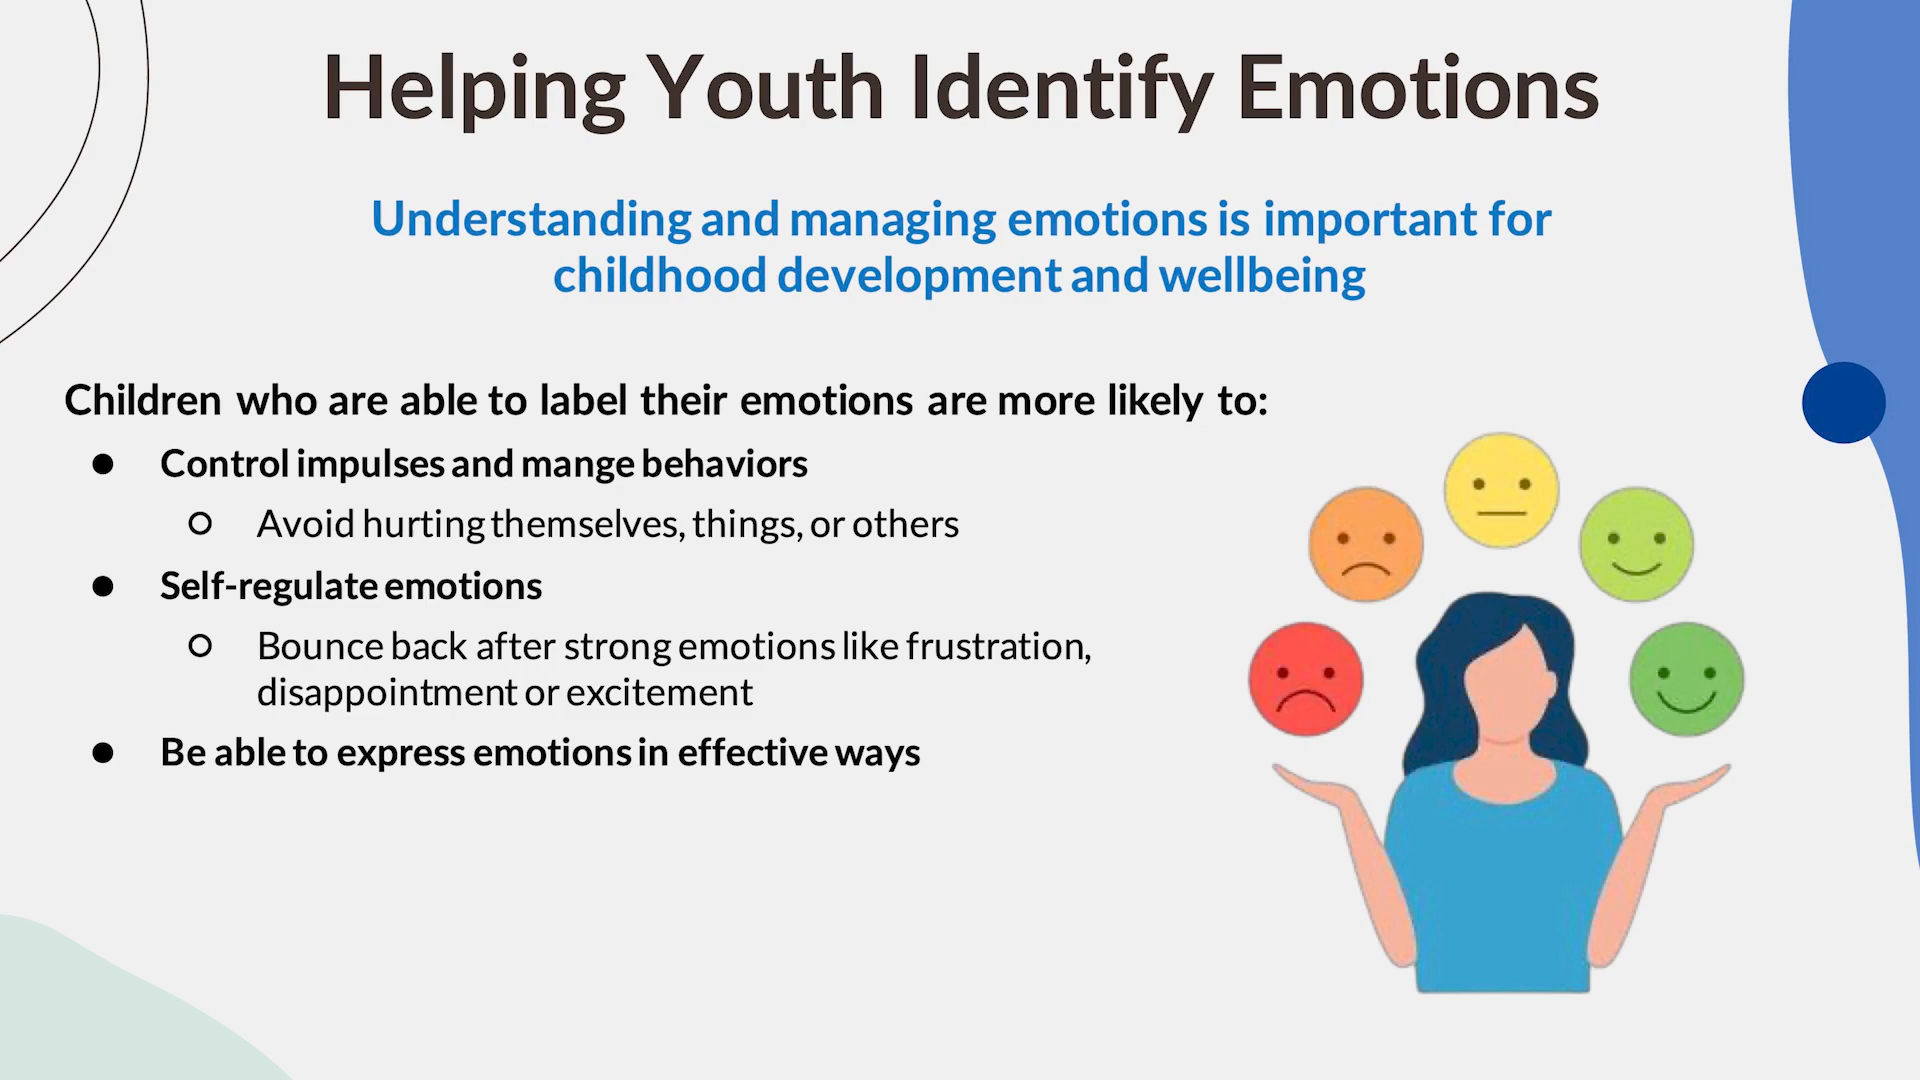 Helping Youth Identify Emotions
Understanding and managing emotions is important for
childhood development and wellbeing
Children who are able to label their emotions are more likely to:
● Control impulses and mange behaviors
○ Avoid hurting themselves, things, or others
● Self-regulate emotions
○ Bounce back after strong emotions like frustration,
disappointment or excitement
● Be able to express emotions in effective ways